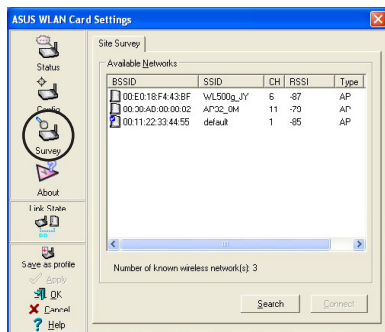 ASUS WLAN Card Settings
Status
Config
Survey
About
Link State
Save as profile
Apply
OK
Cancel
Help
Site Survey
Available Networks
BSSID SSID CH RSSI Type
00:E0:18:F4:43:BF WL500g_JY 6 -87 AP
00:30:AB:00:00:02 11 -79 AP
00:11:22:33:44:55 default 1 -85 AP
Number of known wireless network(s): 3
Search
Connect